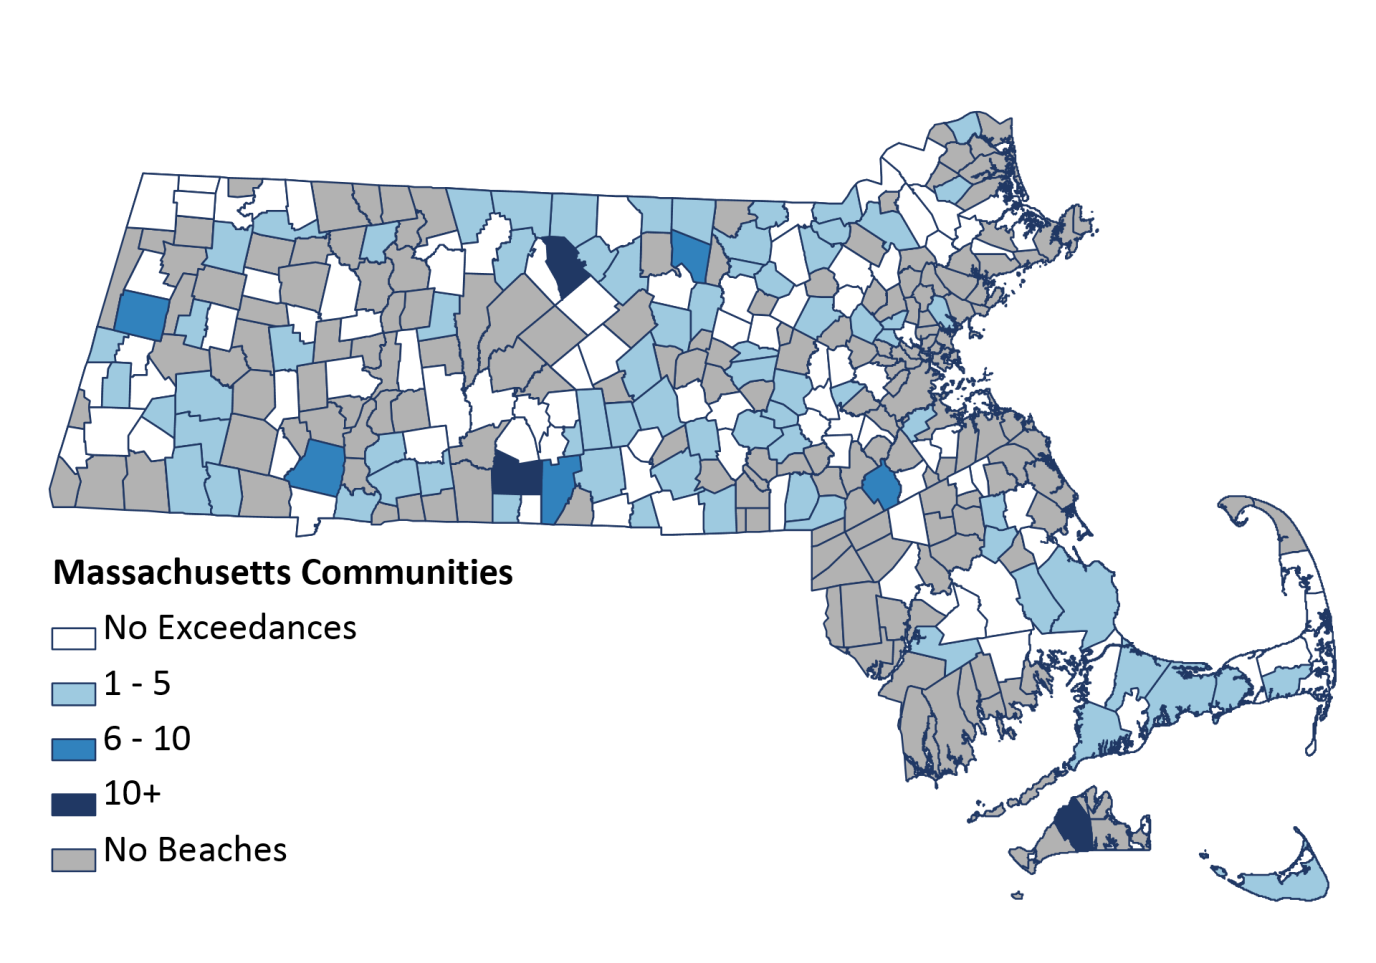 Massachusetts Communities
No Exceedances
1 - 5
6 - 10
10+
No Beaches